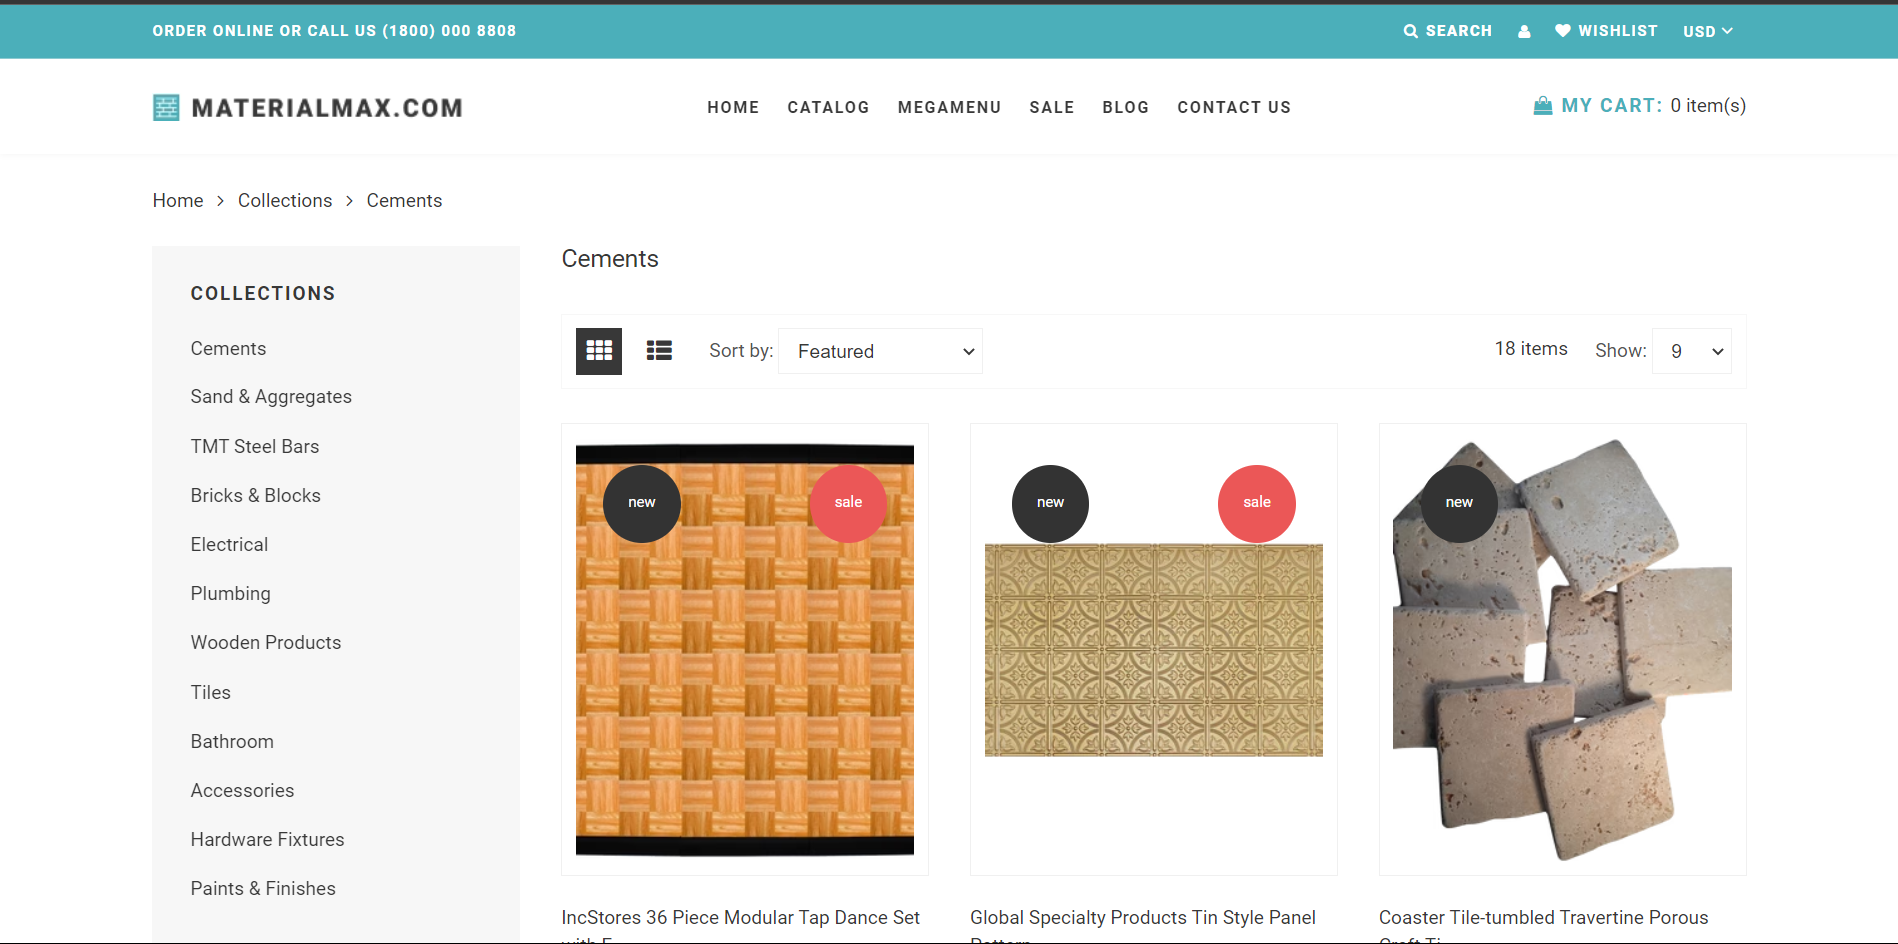 ORDER ONLINE OR CALL US (1800) 000 8808
SEARCH
WISHLIST
USD
MATERIALMAX.COM
HOME
CATALOG
MEGAMENU
SALE
BLOG
CONTACT US
MY CART: 0 item(s)
Home > Collections > Cements
COLLECTIONS
Cements
Sand & Aggregates
TMT Steel Bars
Bricks & Blocks
Electrical
Plumbing
Wooden Products
Tiles
Bathroom
Accessories
Hardware Fixtures
Paints & Finishes
Cements
Sort by: Featured
18 items
Show: 9
new
sale
new
sale
new
IncStores 36 Piece Modular Tap Dance Set
with F
Global Specialty Products Tin Style Panel
Pattern
Coaster Tile-tumbled Travertine Porous
Craft Ti